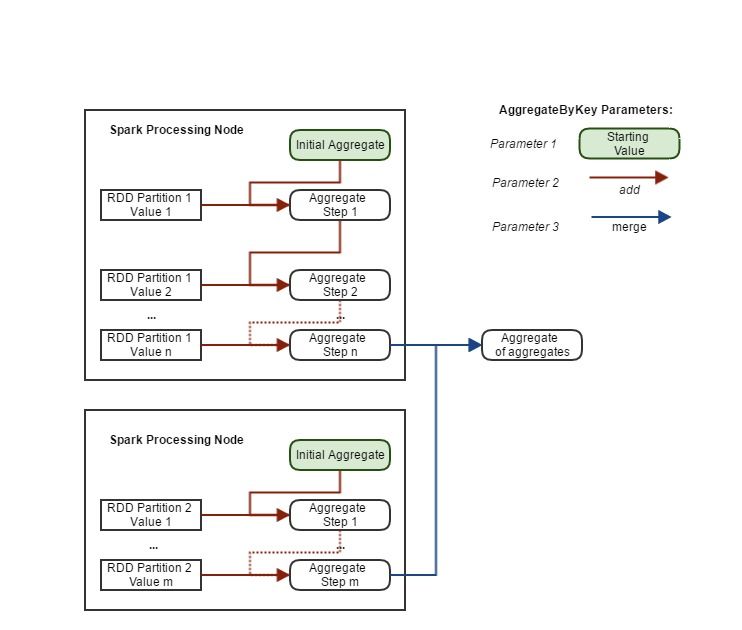 AggregateByKey Parameters:
Parameter 1
Starting
Value
Parameter 2
add
Parameter 3
merge
Spark Processing Node
Initial Aggregate
RDD Partition 1
Value 1
Aggregate
Step 1
RDD Partition 1
Value 2
Aggregate
Step 2
...
...
RDD Partition 1
Value n
Aggregate
Step n
Aggregate
of aggregates
Spark Processing Node
Initial Aggregate
RDD Partition 2
Value 1
Aggregate
Step 1
...
...
RDD Partition 2
Value m
Aggregate
Step m